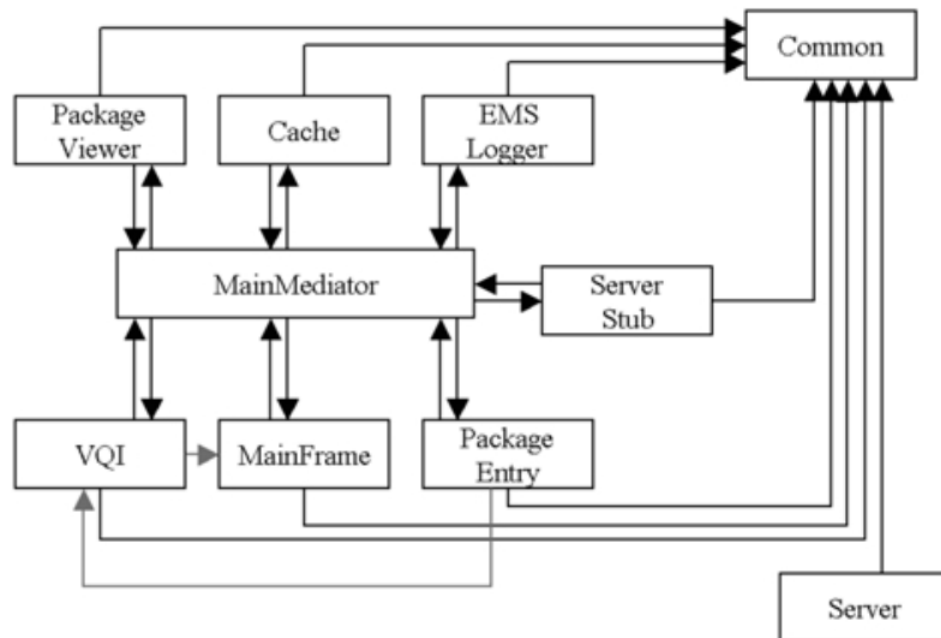 Common
Package
Viewer
Cache
EMS
Logger
MainMediator
Server
Stub
VQI
MainFrame
Package
Entry
Server